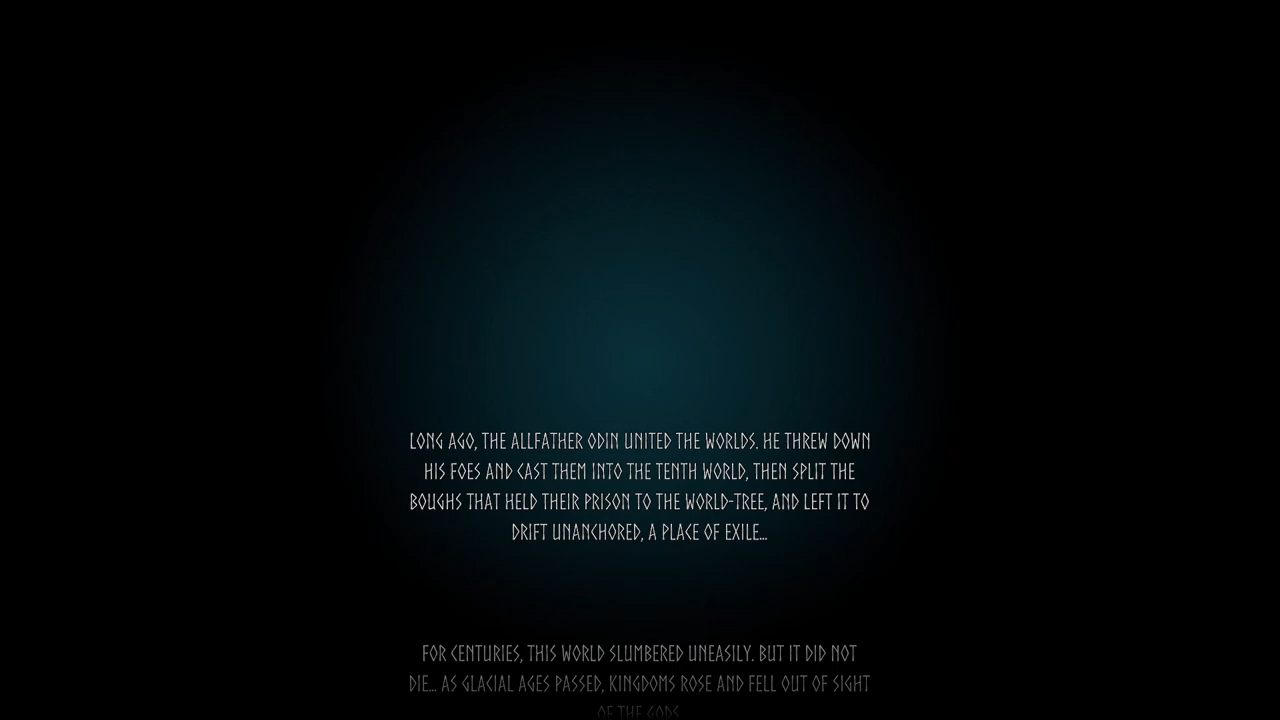 LONG AGO, THE ALLFATHER ODIN UNITED THE WORLDS. HE THREW DOWN
HIS FOES AND CAST THEM INTO THE TENTH WORLD, THEN SPLIT THE
BOUGHS THAT HELD THEIR PRISON TO THE WORLD-TREE, AND LEFT IT TO
DRIFT UNANCHORED, A PLACE OF EXILE...
FOR CENTURIES, THIS WORLD SLUMBERED UNEASILY. BUT IT DID NOT
DIE... AS GLACIAL AGES PASSED, KINGDOMS ROSE AND FELL OUT OF SIGHT
OF THE GODS